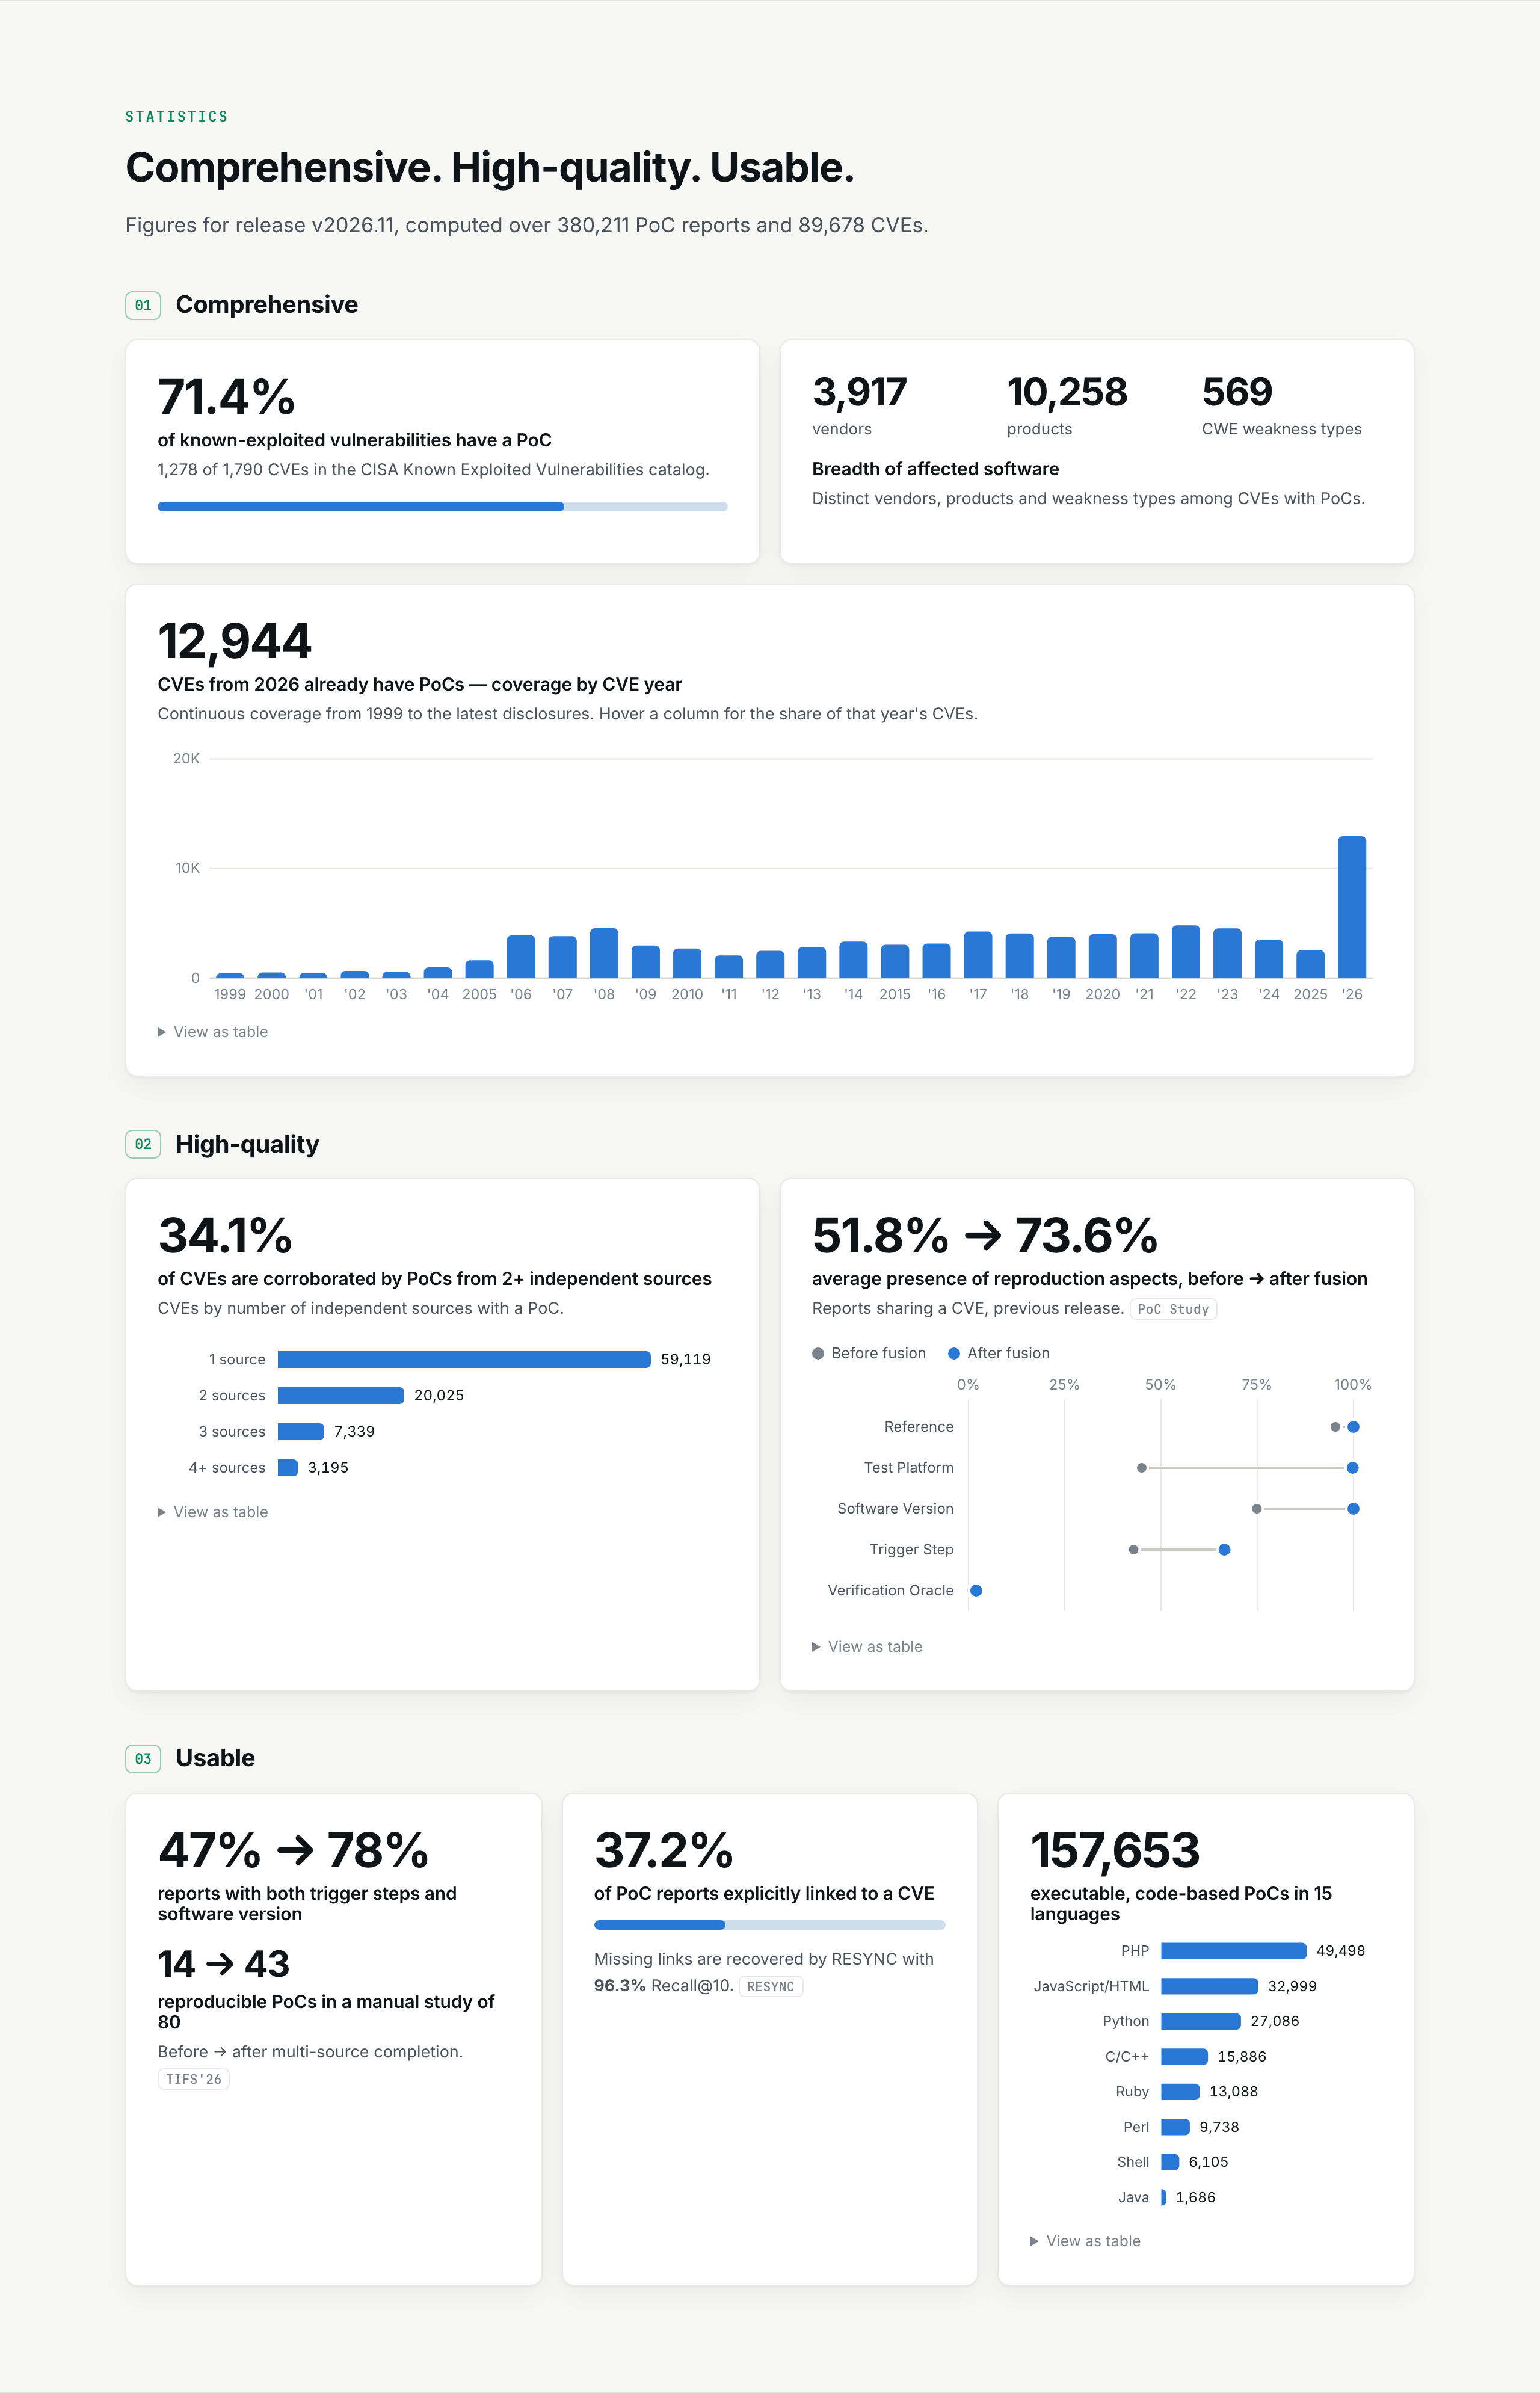 STATISTICS
Comprehensive. High-quality. Usable.
Figures for release v2026.11, computed over 380,211 PoC reports and 89,678 CVEs.
01 Comprehensive
71.4%
of known-exploited vulnerabilities have a PoC
1,278 of 1,790 CVEs in the CISA Known Exploited Vulnerabilities catalog.
3,917 10,258 569
vendors products CWE weakness types
Breadth of affected software
Distinct vendors, products and weakness types among CVEs with PoCs.
12,944
CVEs from 2026 already have PoCs — coverage by CVE year
Continuous coverage from 1999 to the latest disclosures. Hover a column for the share of that year's CVEs.
20K
10K
0
1999 2000 '01 '02 '03 '04 2005 '06 '07 '08 '09 2010 '11 '12 '13 '14 2015 '16 '17 '18 '19 2020 '21 '22 '23 '24 2025 '26
▶ View as table
02 High-quality
34.1%
of CVEs are corroborated by PoCs from 2+ independent sources
CVEs by number of independent sources with a PoC.
1 source 59,119
2 sources 20,025
3 sources 7,339
4+ sources 3,195
▶ View as table
51.8% → 73.6%
average presence of reproduction aspects, before → after fusion
Reports sharing a CVE, previous release. PoC Study
Before fusion After fusion
0% 25% 50% 75% 100%
Reference
Test Platform
Software Version
Trigger Step
Verification Oracle
▶ View as table
03 Usable
47% → 78%
reports with both trigger steps and
software version
14 → 43
reproducible PoCs in a manual study of
80
Before → after multi-source completion.
TIFS'26
37.2%
of PoC reports explicitly linked to a CVE
Missing links are recovered by RESYNC with
96.3% Recall@10. RESYNC
157,653
executable, code-based PoCs in 15
languages
PHP 49,498
JavaScript/HTML 32,999
Python 27,086
C/C++ 15,886
Ruby 13,088
Perl 9,738
Shell 6,105
Java 1,686
▶ View as table